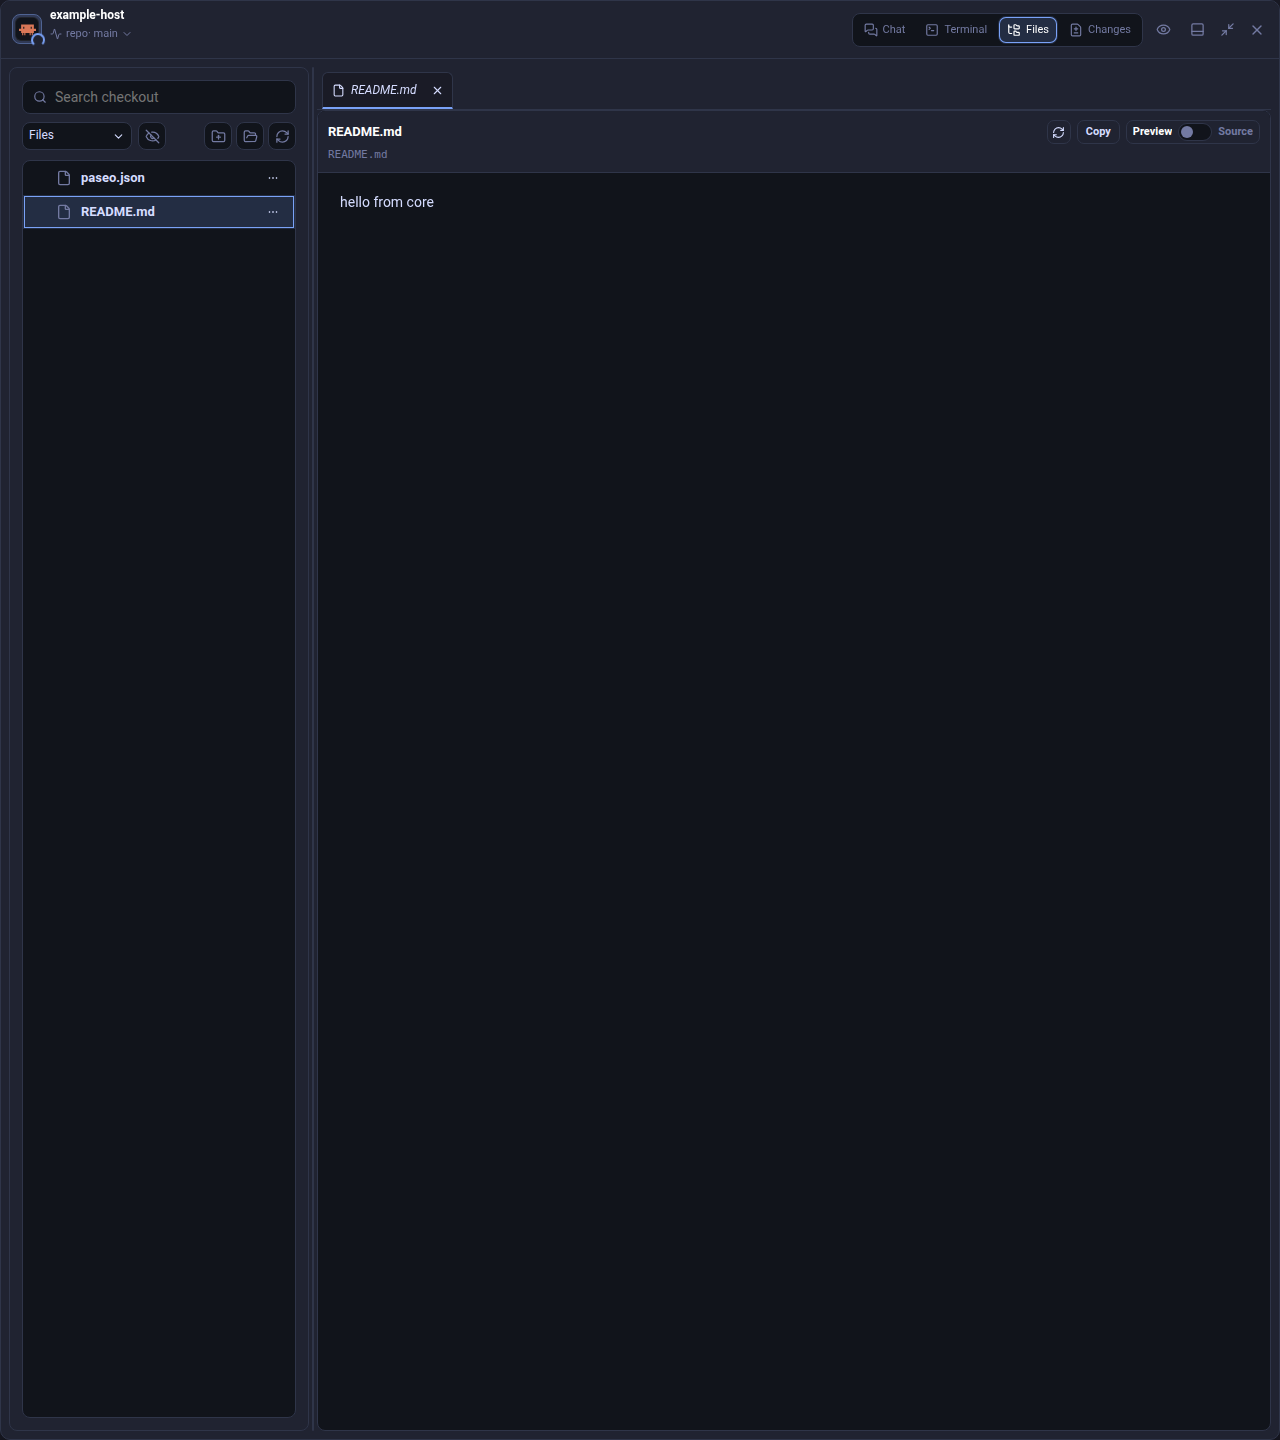 example-host
repo· main
Chat
Terminal
Files
Changes
Search checkout
Files
paseo.json
README.md
README.md
README.md
Copy
Preview
Source
README.md
hello from core